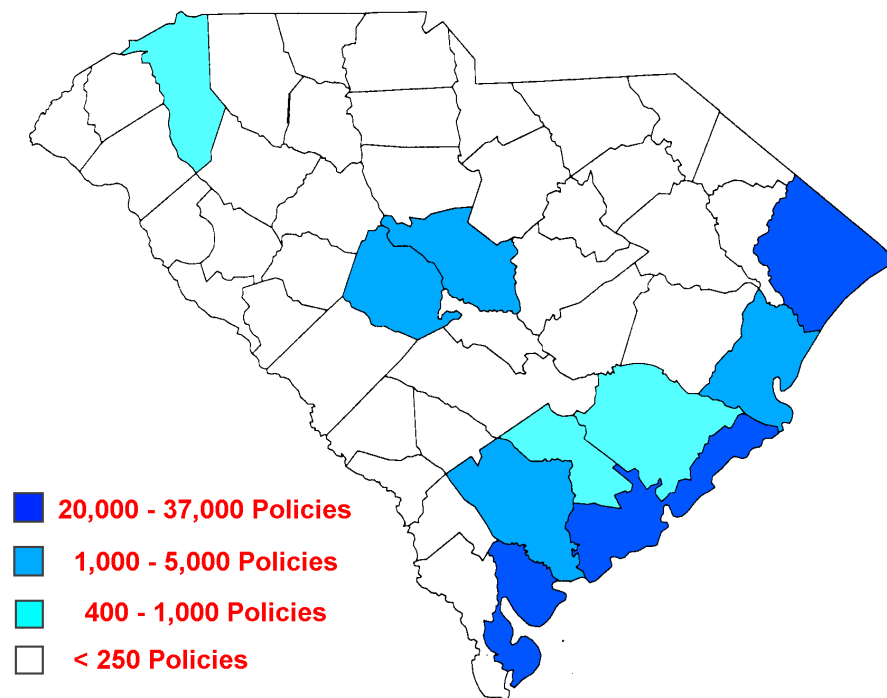 20,000 - 37,000 Policies
1,000 - 5,000 Policies
400 - 1,000 Policies
< 250 Policies